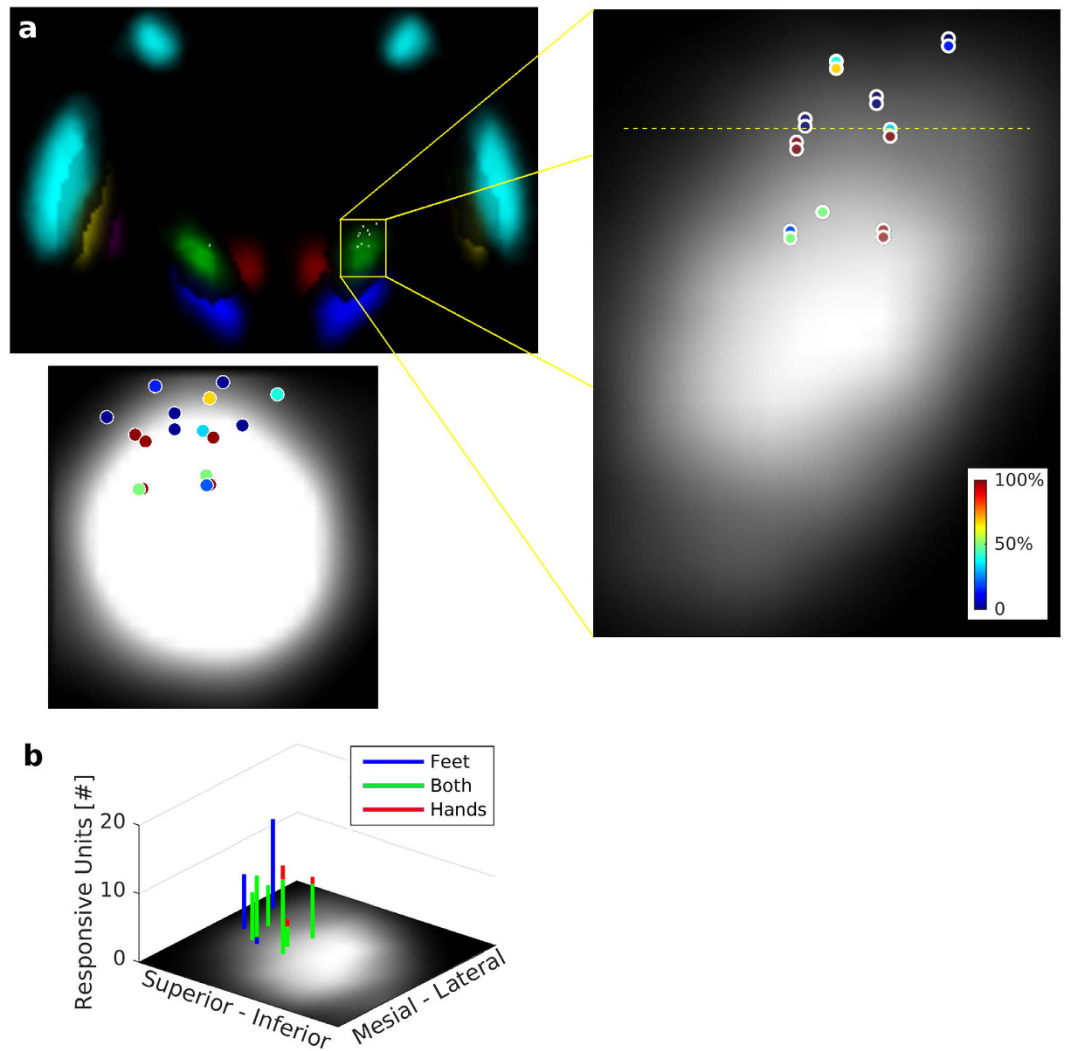 a
100%
50%
0
b
Feet
Both
Hands
Responsive Units [#]
20
10
0
Superior - Inferior
Mesial - Lateral